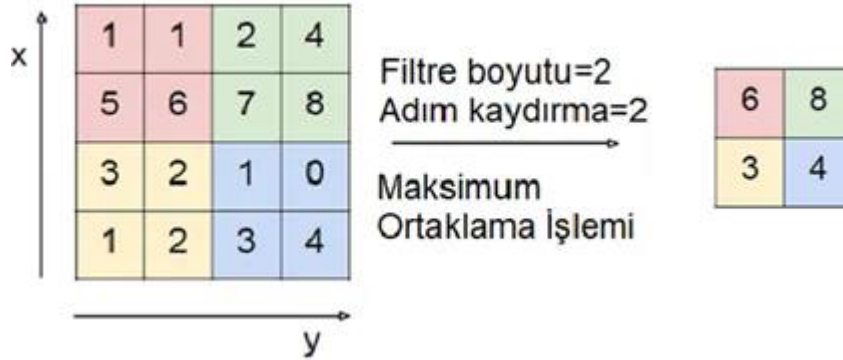 x
1 1 2 4
5 6 7 8
3 2 1 0
1 2 3 4
y
Filtre boyutu=2
Adım kaydırma=2
Maksimum
Ortaklama İşlemi
6 8
3 4